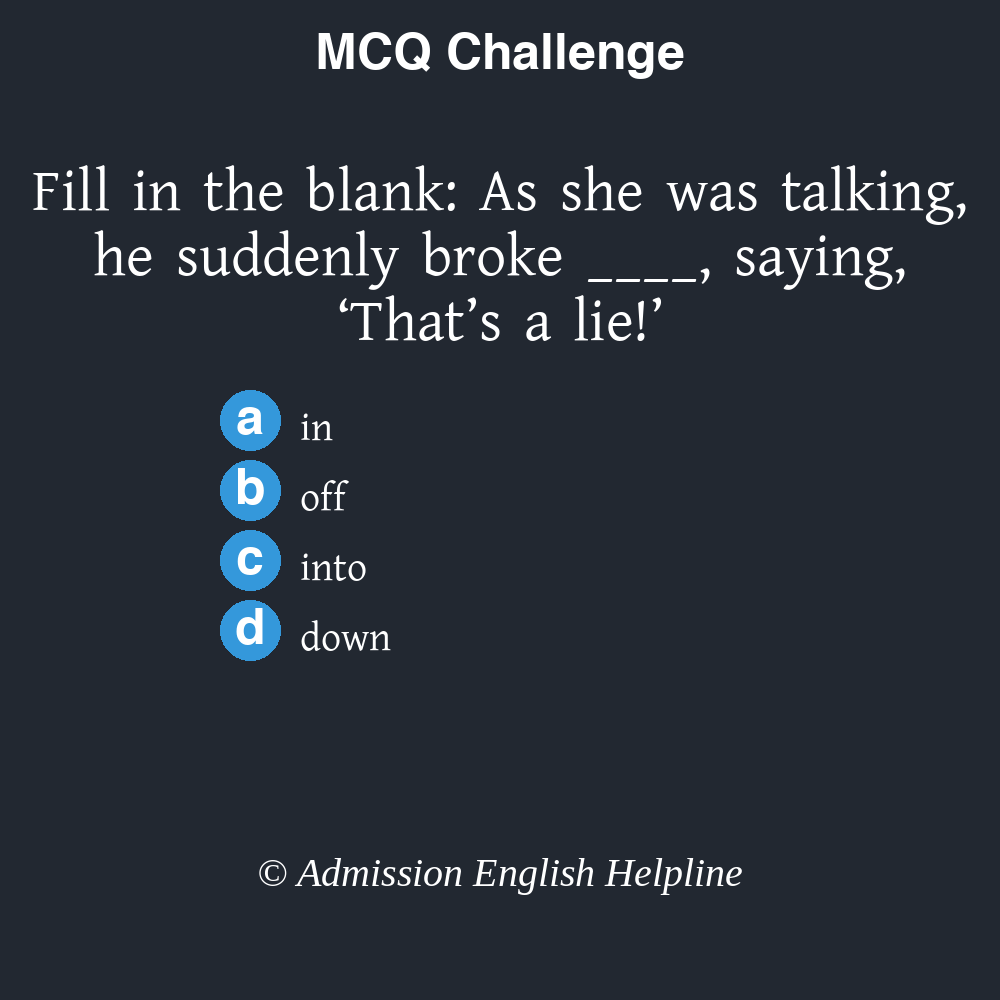 MCQ Challenge
Fill in the blank: As she was talking,
he suddenly broke ____, saying,
‘That’s a lie!’
a in
b off
c into
d down
© Admission English Helpline